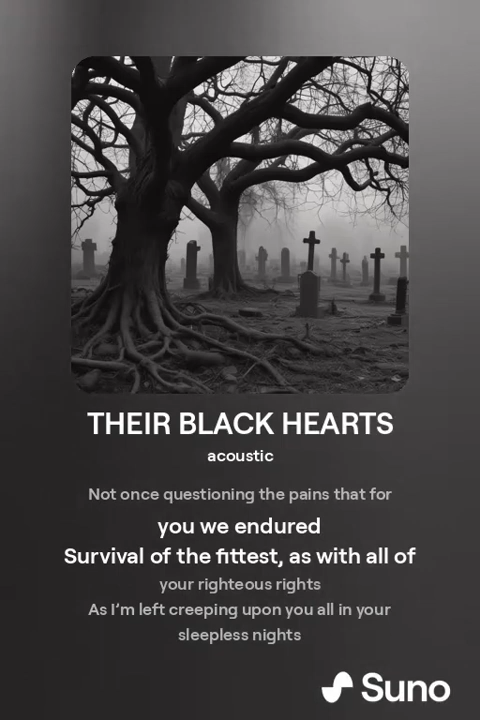 THEIR BLACK HEARTS
acoustic
Not once questioning the pains that for
you we endured
Survival of the fittest, as with all of
your righteous rights
As I'm left creeping upon you all in your
sleepless nights
Suno